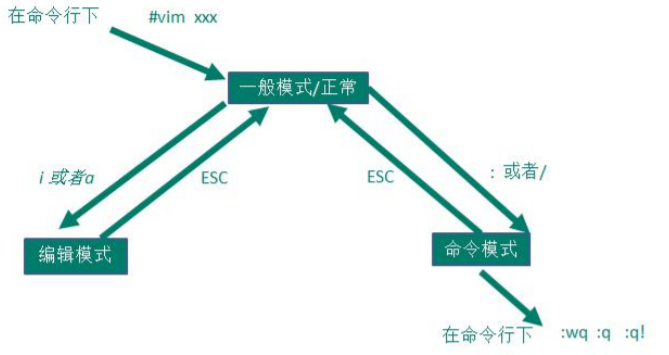 在命令行下 #vim xxx
一般模式/正常
i 或者a
ESC
ESC
: 或者/
编辑模式
命令模式
在命令行下 :wq :q :q!